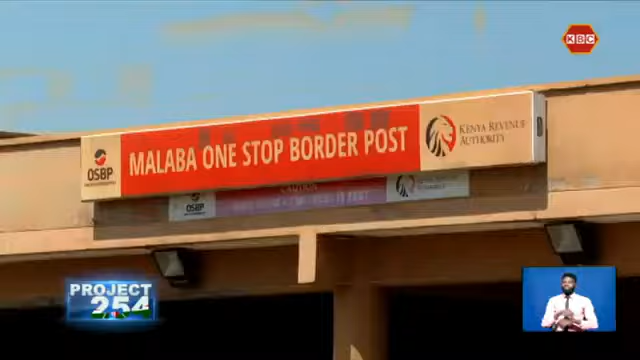 KBC
MALABA ONE STOP BORDER POST
KENYA REVENUE
AUTHORITY
OSBP
OSBP
PROJECT
254